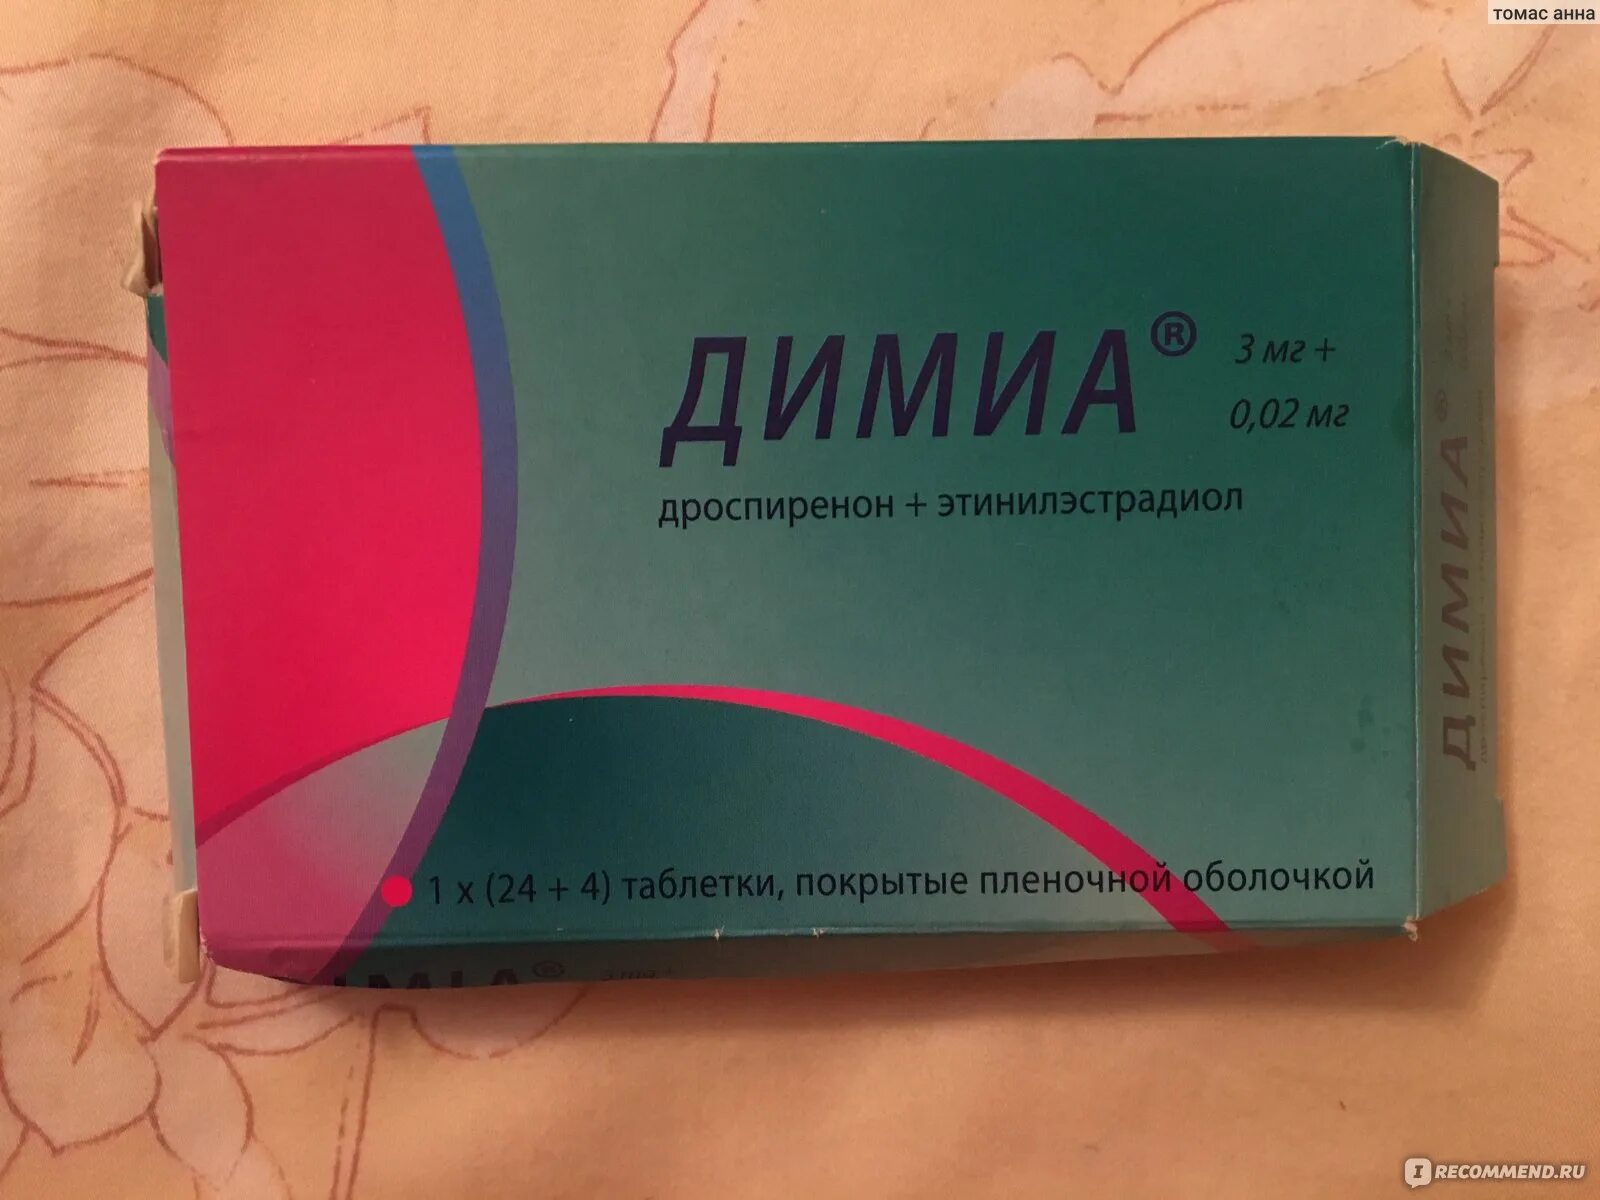 томас анна
ДИМИА® 3 мг +
0,02 мг
дроспиренон + этинилэстрадиол
1 х (24 + 4) таблетки, покрытые пленочной оболочкой
ДИМИА®
IRECOMMEND.RU